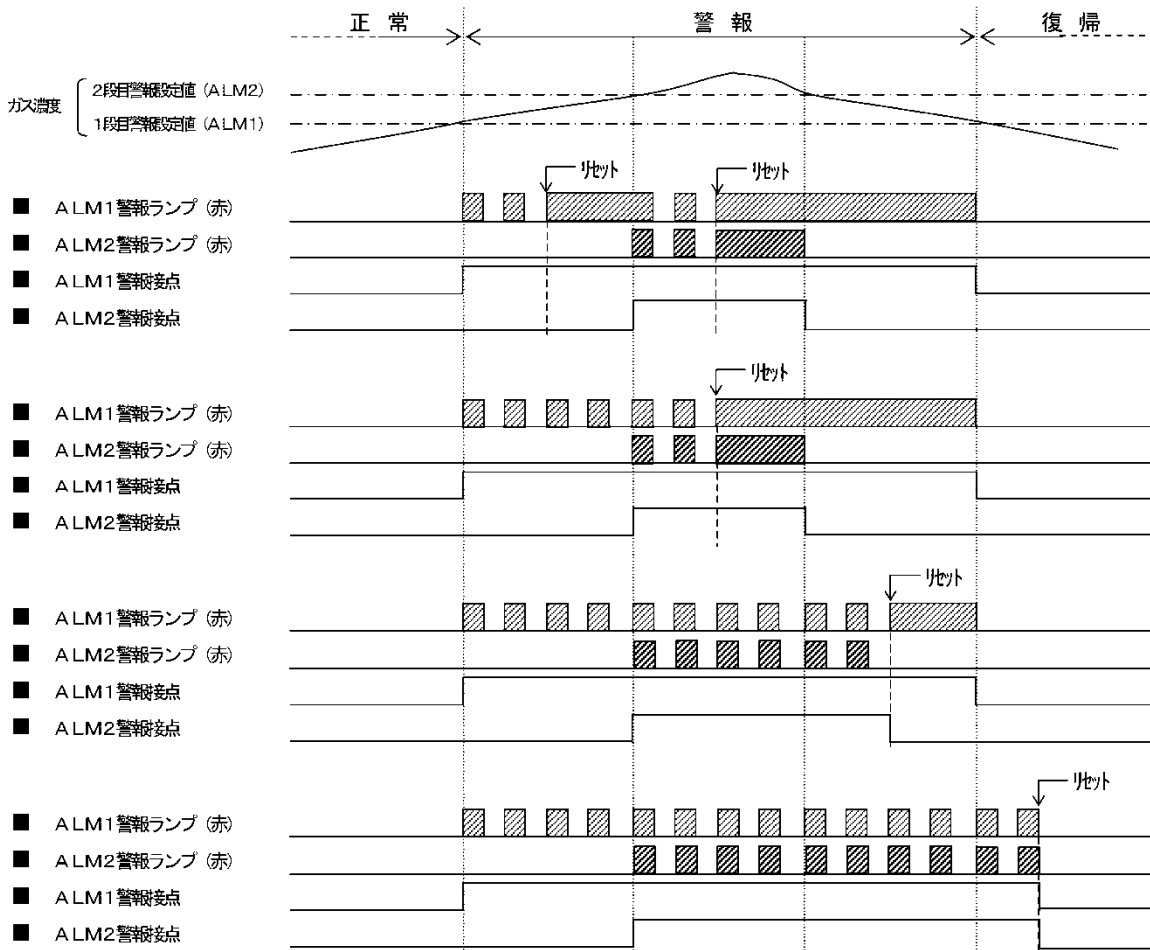 正 常
警 報
復 帰
ガス濃度
2段目警報設定値(ALM2)
1段目警報設定値(ALM1)
リセット
リセット
■ ALM1警報ランプ(赤)
■ ALM2警報ランプ(赤)
■ ALM1警報接点
■ ALM2警報接点
リセット
■ ALM1警報ランプ(赤)
■ ALM2警報ランプ(赤)
■ ALM1警報接点
■ ALM2警報接点
リセット
■ ALM1警報ランプ(赤)
■ ALM2警報ランプ(赤)
■ ALM1警報接点
■ ALM2警報接点
リセット
■ ALM1警報ランプ(赤)
■ ALM2警報ランプ(赤)
■ ALM1警報接点
■ ALM2警報接点